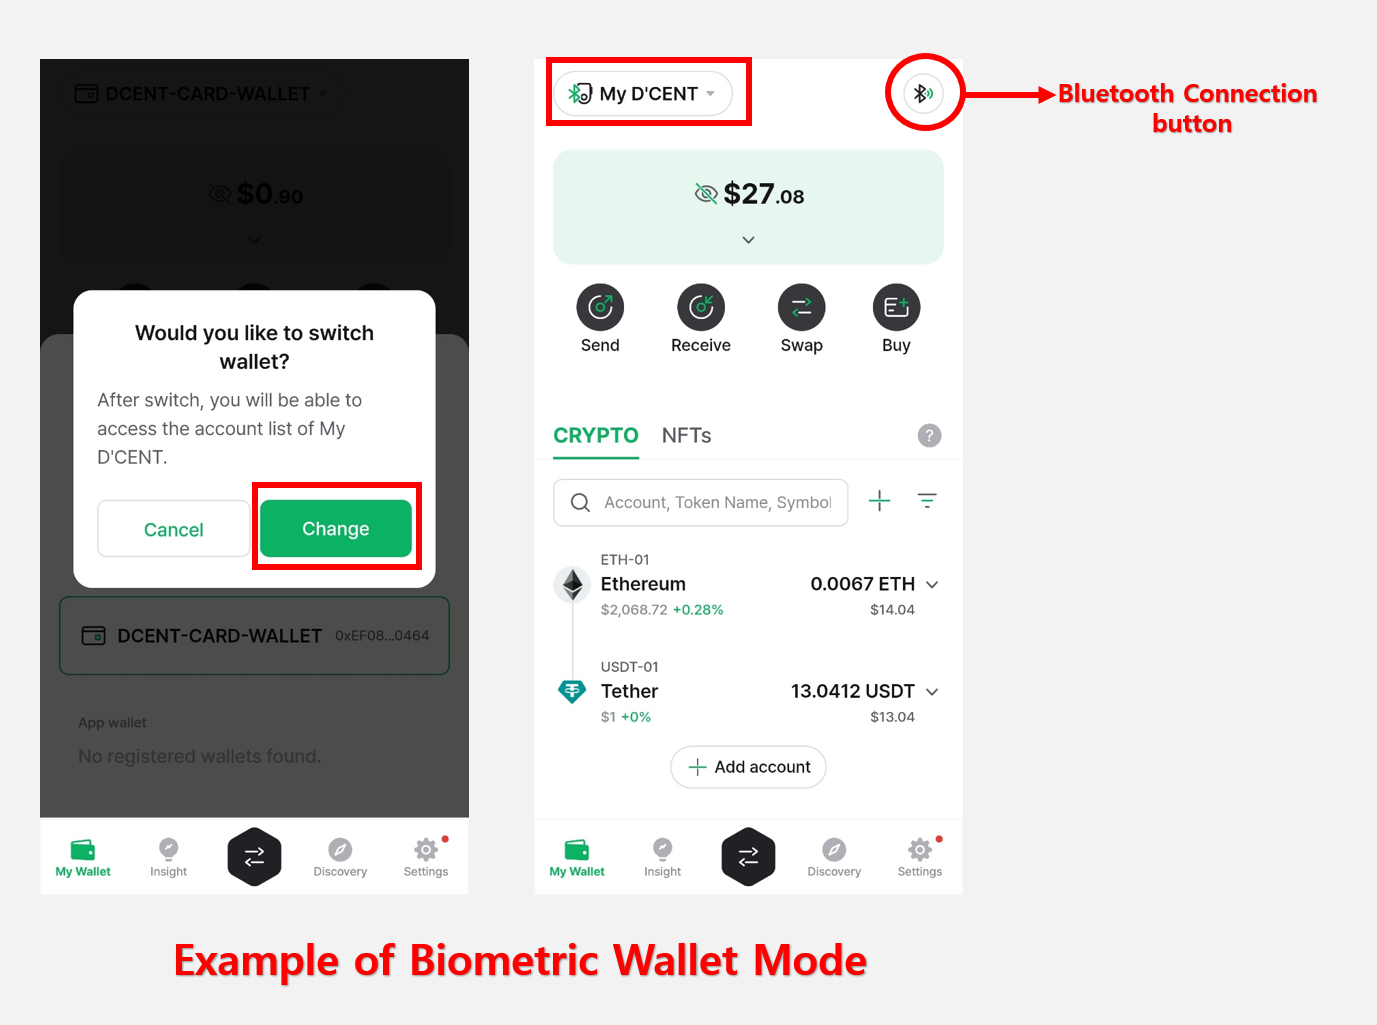 DCENT-CARD-WALLET
$0.90
Would you like to switch
wallet?
After switch, you will be able to
access the account list of My
D'CENT.
Cancel
Change
DCENT-CARD-WALLET 0xEF08...0464
App wallet
No registered wallets found.
My Wallet
Insight
Discovery
Settings
My D'CENT
Bluetooth Connection
button
$27.08
Send
Receive
Swap
Buy
CRYPTO
NFTs
?
Account, Token Name, Symbol
ETH-01
Ethereum
0.0067 ETH
$2,068.72 +0.28%
$14.04
USDT-01
Tether
13.0412 USDT
$1 +0%
$13.04
Add account
My Wallet
Insight
Discovery
Settings
Example of Biometric Wallet Mode